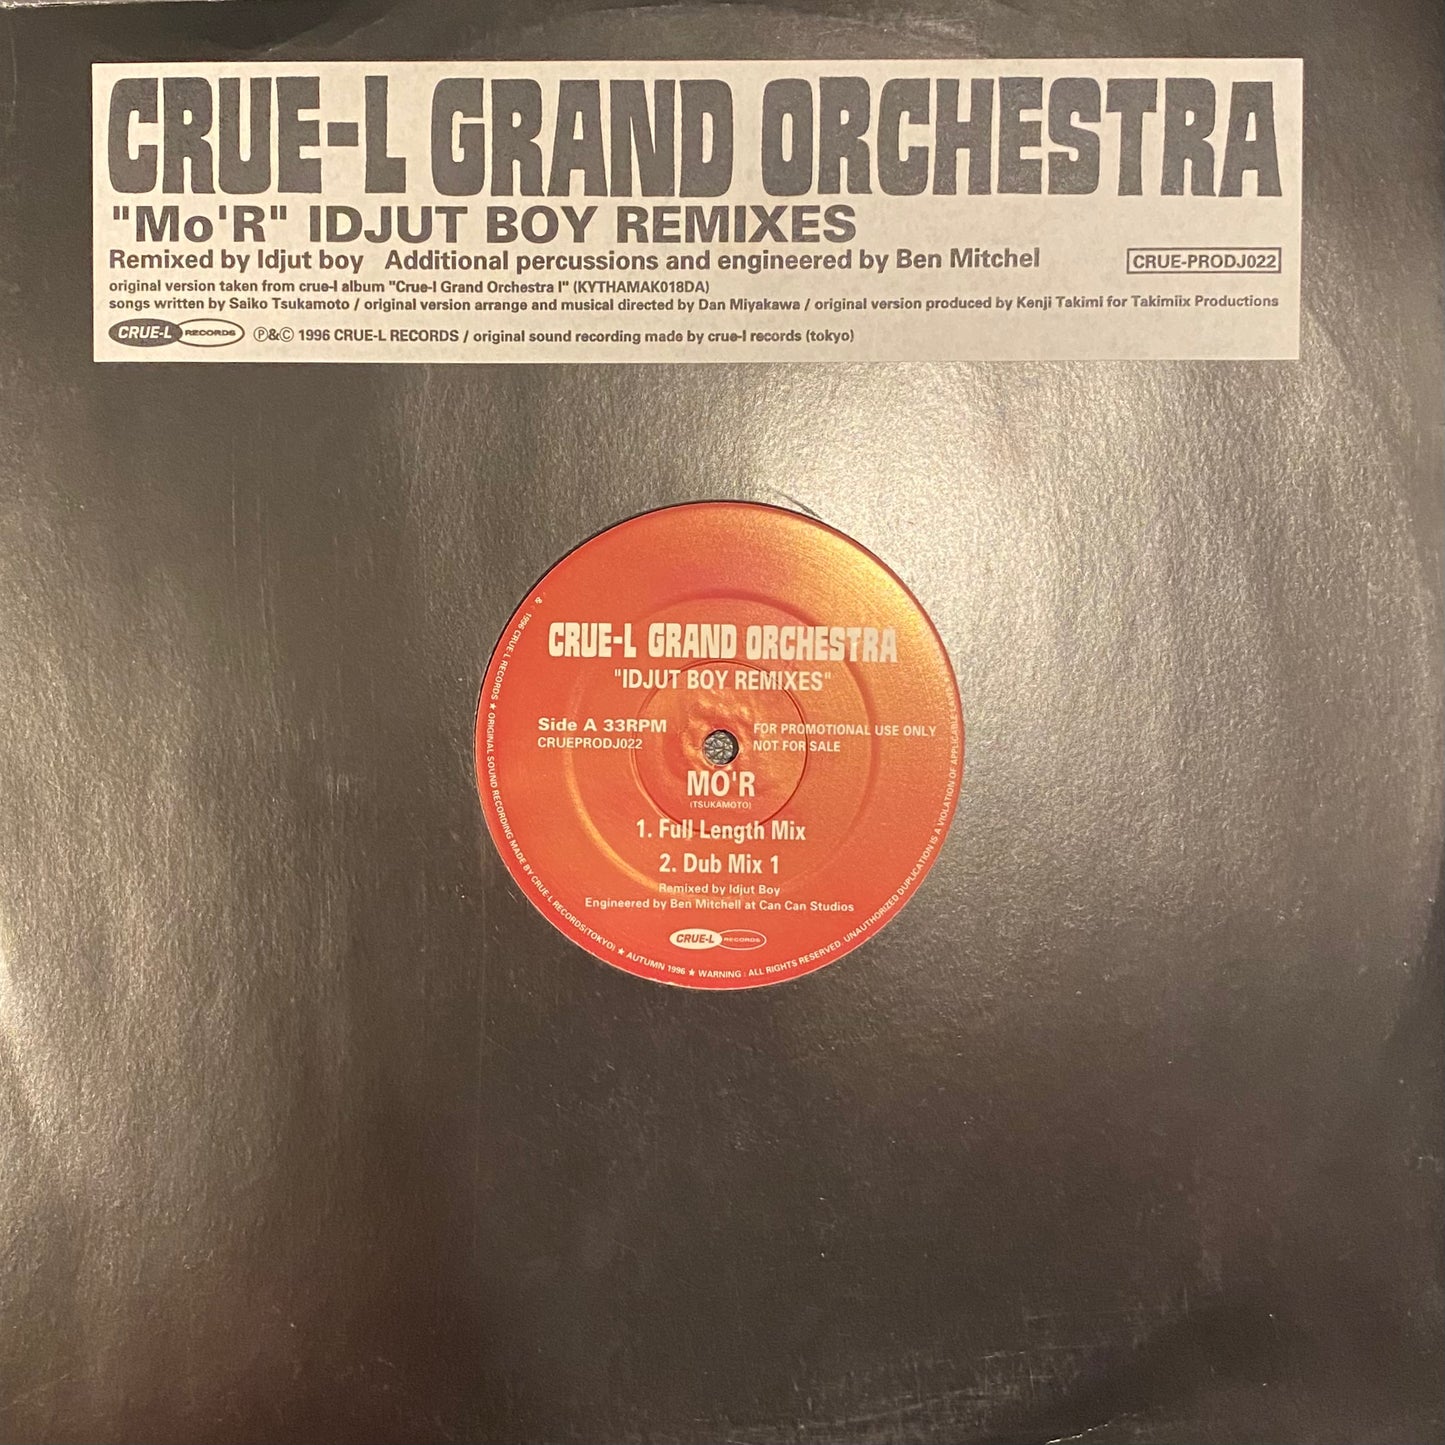 CRUE-L GRAND ORCHESTRA
"Mo'R" IDJUT BOY REMIXES
Remixed by Idjut boy Additional percussions and engineered by Ben Mitchel
CRUE-PRODJ022
original version taken from crue-l album "Crue-l Grand Orchestra I" (KYTHAMAK018DA)
songs written by Saiko Tsukamoto / original version arrange and musical directed by Dan Miyakawa / original version produced by Kenji Takimi for Takimiix Productions
CRUE-L RECORDS ℗&© 1996 CRUE-L RECORDS / original sound recording made by crue-l records (tokyo)
CRUE-L GRAND ORCHESTRA
"IDJUT BOY REMIXES"
Side A 33RPM
CRUEPRODJ022
FOR PROMOTIONAL USE ONLY
NOT FOR SALE
MO'R
(TSUKAMOTO)
1. Full Length Mix
2. Dub Mix 1
Remixed by Idjut Boy
Engineered by Ben Mitchell at Can Can Studios
CRUE-L RECORDS
& 1996 CRUE-L RECORDS ★ ORIGINAL SOUND RECORDING MADE BY CRUE-L RECORDS(TOKYO) ★ AUTUMN 1996 ★ WARNING : ALL RIGHTS RESERVED. UNAUTHORIZED DUPLICATION IS A VIOLATION OF APPLICABLE LAWS